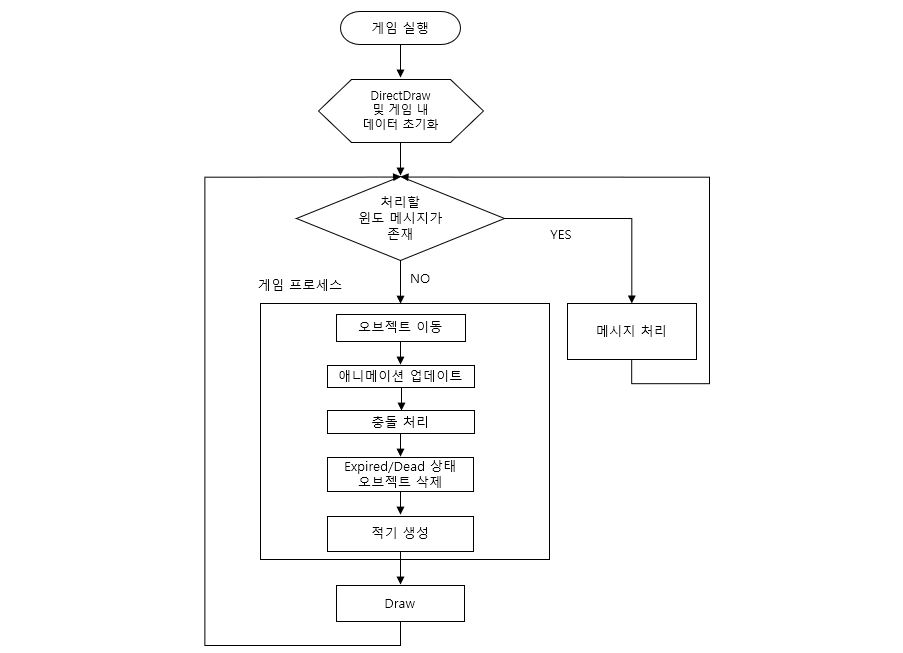 게임 실행
DirectDraw
및 게임 내
데이터 초기화
처리할
윈도 메시지가
존재
YES
NO
게임 프로세스
오브젝트 이동
메시지 처리
애니메이션 업데이트
충돌 처리
Expired/Dead 상태
오브젝트 삭제
적기 생성
Draw